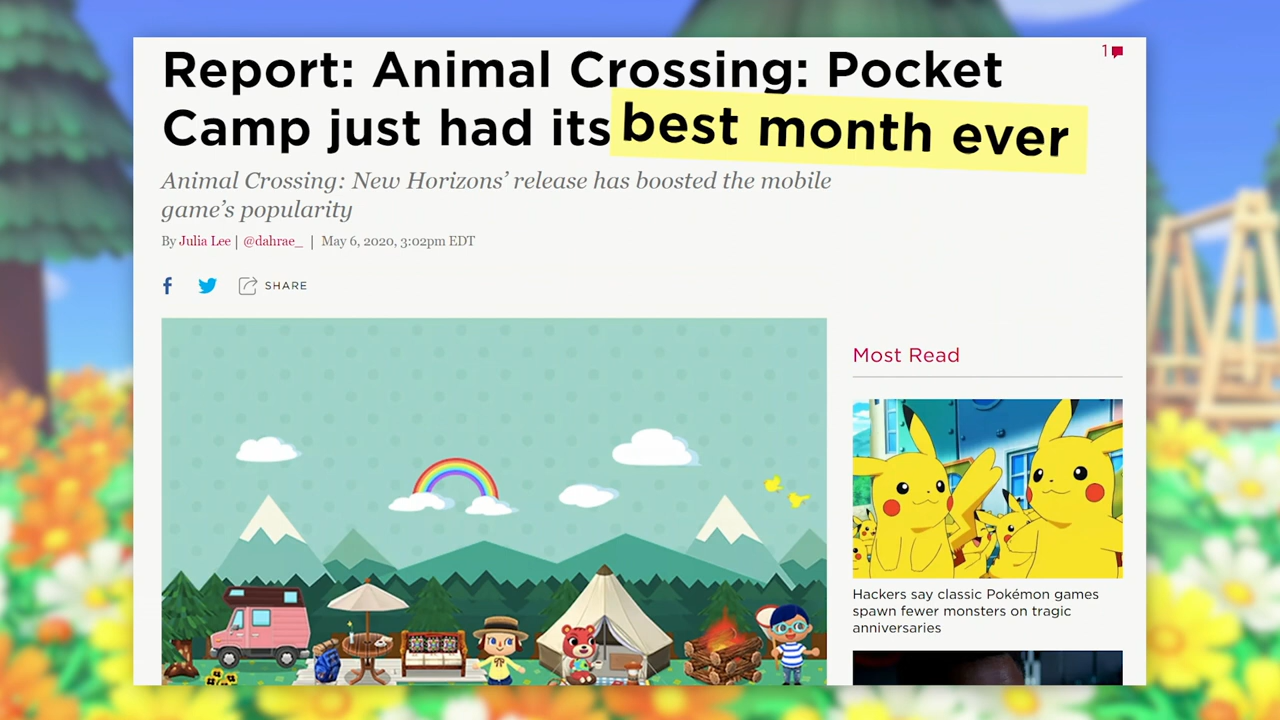 Report: Animal Crossing: Pocket
Camp just had its best month ever
1
Animal Crossing: New Horizons’ release has boosted the mobile
game’s popularity
By Julia Lee | @dahrae_ | May 6, 2020, 3:02pm EDT
SHARE
Most Read
Hackers say classic Pokémon games
spawn fewer monsters on tragic
anniversaries